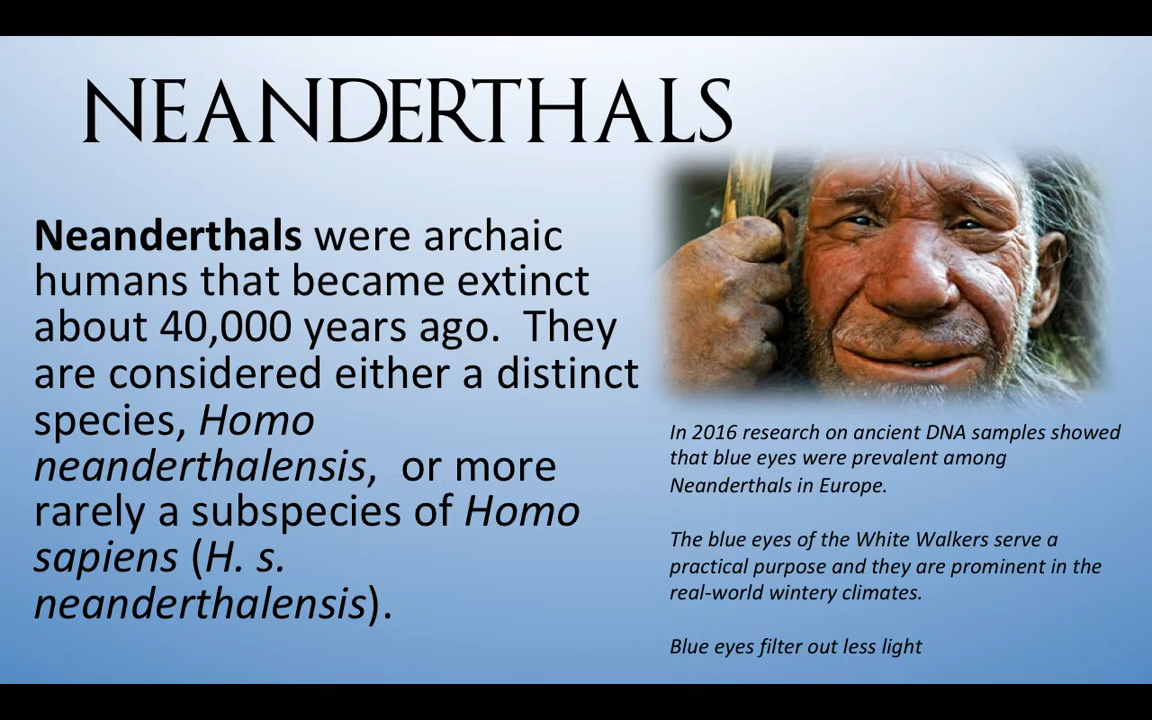 NEANDERTHALS
Neanderthals were archaic
humans that became extinct
about 40,000 years ago.  They
are considered either a distinct
species, Homo
neanderthalensis,  or more
rarely a subspecies of Homo
sapiens (H. s.
neanderthalensis).
In 2016 research on ancient DNA samples showed
that blue eyes were prevalent among
Neanderthals in Europe.
The blue eyes of the White Walkers serve a
practical purpose and they are prominent in the
real-world wintery climates.
Blue eyes filter out less light